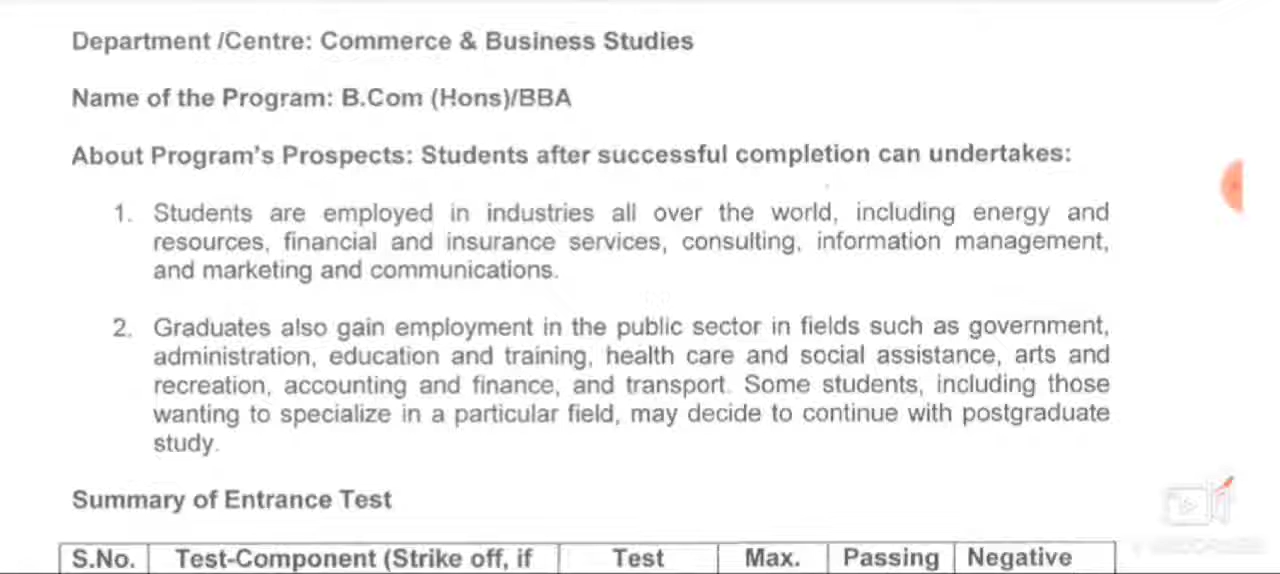 Department /Centre: Commerce & Business Studies
Name of the Program: B.Com (Hons)/BBA
About Program's Prospects: Students after successful completion can undertakes:
1. Students are employed in industries all over the world, including energy and
resources, financial and insurance services, consulting, information management,
and marketing and communications.
2. Graduates also gain employment in the public sector in fields such as government,
administration, education and training, health care and social assistance, arts and
recreation, accounting and finance, and transport. Some students, including those
wanting to specialize in a particular field, may decide to continue with postgraduate
study.
Summary of Entrance Test
S.No. Test-Component (Strike off, if Test Max. Passing Negative